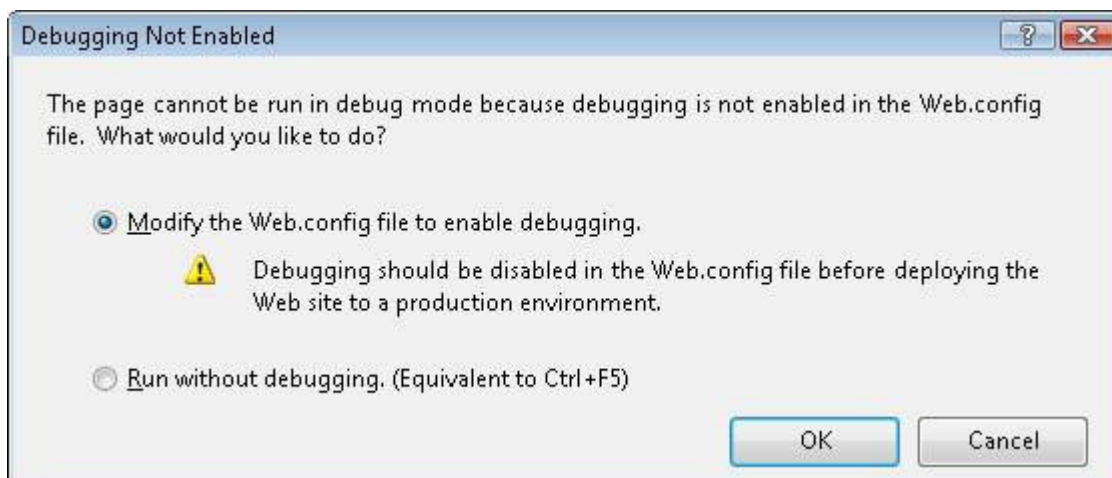 Debugging Not Enabled
The page cannot be run in debug mode because debugging is not enabled in the Web.config
file. What would you like to do?
Modify the Web.config file to enable debugging.
Debugging should be disabled in the Web.config file before deploying the
Web site to a production environment.
Run without debugging. (Equivalent to Ctrl+F5)
OK Cancel